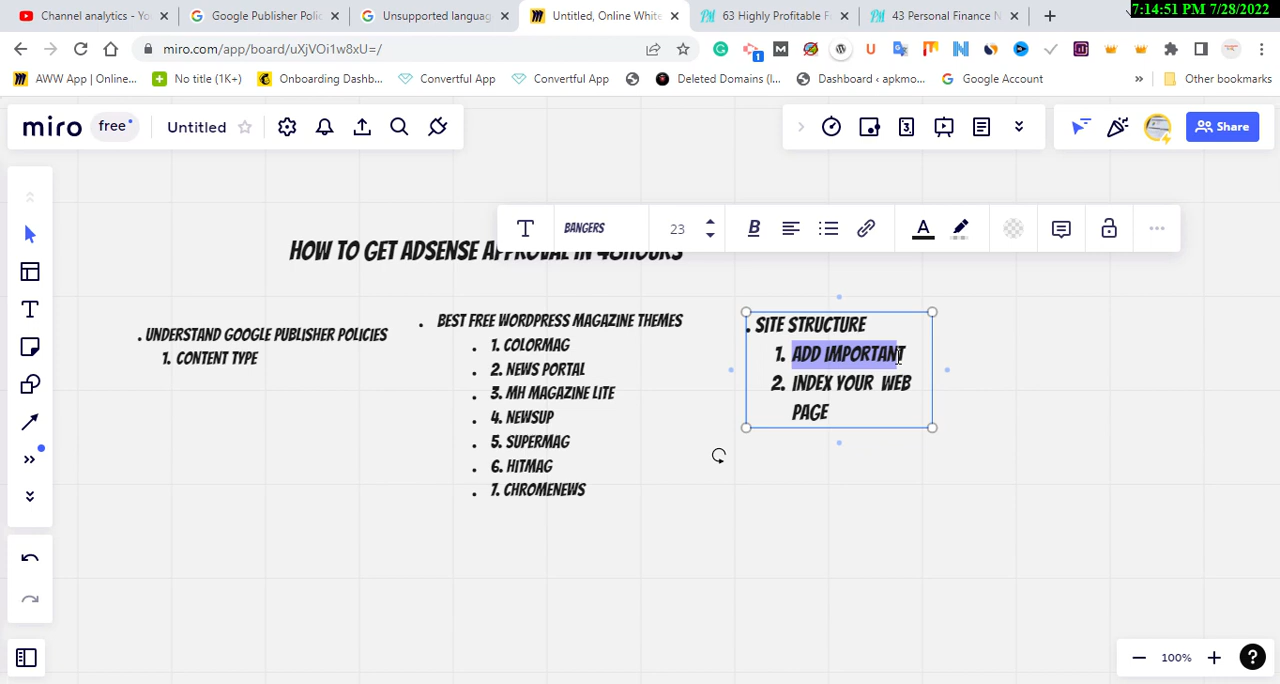 7:14:51 PM 7/28/2022
Channel analytics - Yo
Google Publisher Polic
Unsupported languag
Untitled, Online White
63 Highly Profitable F
43 Personal Finance N
miro.com/app/board/uXjVOi1w8xU=/
AWW App | Online...
No title (1K+)
Onboarding Dashb...
Convertful App
Convertful App
Deleted Domains (l...
Dashboard ‹ apkmo...
Google Account
» Other bookmarks
miro free Untitled
Share
BANGERS 23 B A
HOW TO GET ADSENSE APPROVAL IN 48HOURS
. UNDERSTAND GOOGLE PUBLISHER POLICIES
1. CONTENT TYPE
. BEST FREE WORDPRESS MAGAZINE THEMES
. 1. COLORMAG
. 2. NEWS PORTAL
. 3. MH MAGAZINE LITE
. 4. NEWSUP
. 5. SUPERMAG
. 6. HITMAG
. 7. CHROMENEWS
. SITE STRUCTURE
1. ADD IMPORTANT
2. INDEX YOUR WEB
PAGE
100%